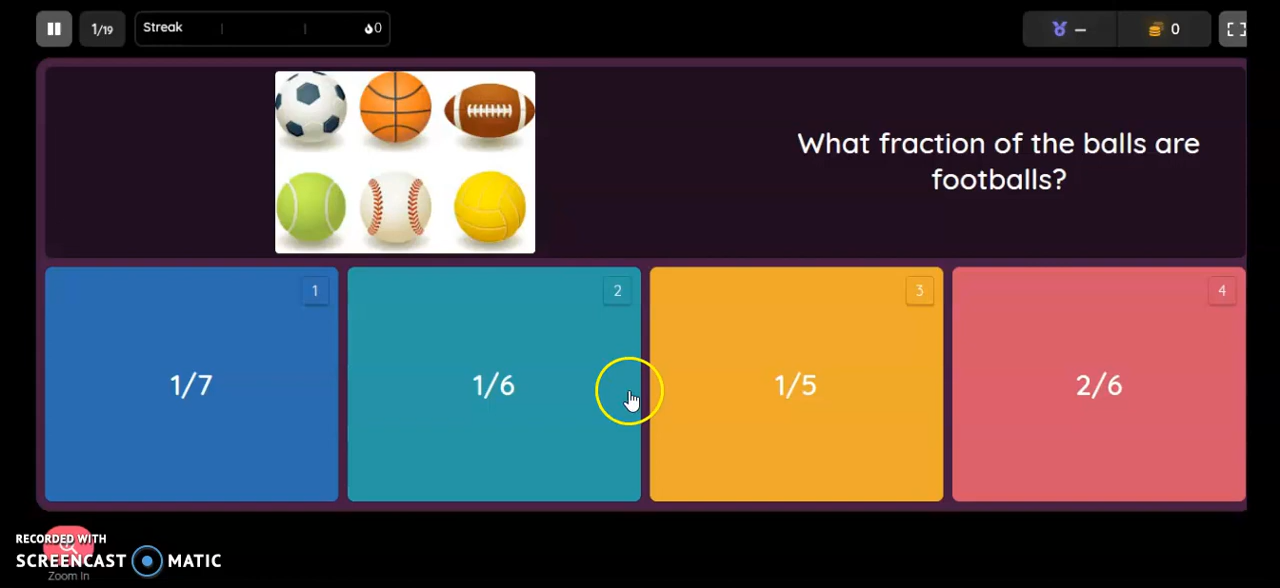 1/19
Streak
0
–
0
What fraction of the balls are
footballs?
1
1/7
2
1/6
3
1/5
4
2/6
RECORDED WITH
SCREENCAST MATIC
Zoom In